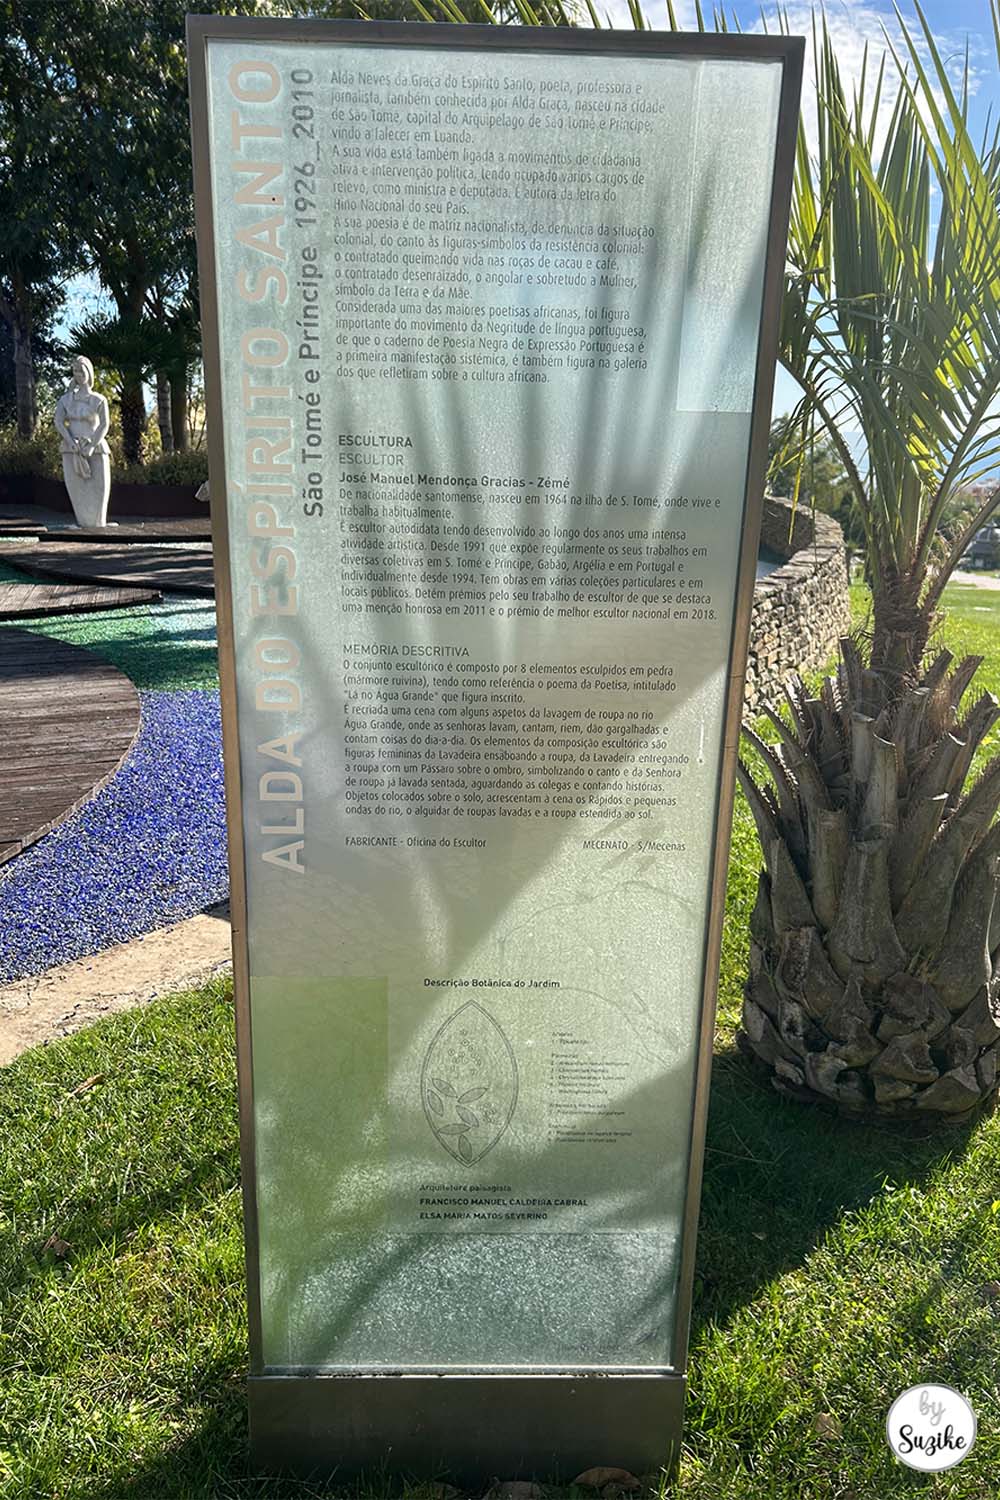 ALDA DO ESPÍRITO SANTO
São Tomé e Príncipe 1926_2010
Alda Neves da Graça do Espírito Santo, poeta, professora e
jornalista, também conhecida por Alda Graça, nasceu na cidade
de São Tomé, capital do Arquipélago de São Tomé e Príncipe,
vindo a falecer em Luanda.
A sua vida está também ligada a movimentos de cidadania
ativa e intervenção política, tendo ocupado vários cargos de
relevo, como ministra e deputada. É autora da letra do
Hino Nacional do seu País.
A sua poesia é de matriz nacionalista, de denúncia da situação
colonial, do canto às figuras-símbolos da resistência colonial:
o contratado queimando vida nas roças de cacau e café,
o contratado desenraizado, o angolar e sobretudo a Mulher,
símbolo da Terra e da Mãe.
Considerada uma das maiores poetisas africanas, foi figura
importante do movimento da Negritude de língua portuguesa,
de que o caderno de Poesia Negra de Expressão Portuguesa é
a primeira manifestação sistémica, é também figura na galeria
dos que refletiram sobre a cultura africana.
ESCULTURA
ESCULTOR
José Manuel Mendonça Gracias - Zémé
De nacionalidade santomense, nasceu em 1964 na ilha de S. Tomé, onde vive e
trabalha habitualmente.
É escultor autodidata tendo desenvolvido ao longo dos anos uma intensa
atividade artística. Desde 1991 que expõe regularmente os seus trabalhos em
diversas coletivas em S. Tomé e Príncipe, Gabão, Argélia e em Portugal e
individualmente desde 1994. Tem obras em várias coleções particulares e em
locais públicos. Detém prémios pelo seu trabalho de escultor de que se destaca
uma menção honrosa em 2011 e o prémio de melhor escultor nacional em 2018.
MEMÓRIA DESCRITIVA
O conjunto escultórico é composto por 8 elementos esculpidos em pedra
(mármore ruivina), tendo como referência o poema da Poetisa, intitulado
"Lá no Água Grande" que figura inscrito.
É recriada uma cena com alguns aspetos da lavagem de roupa no rio
Água Grande, onde as senhoras lavam, cantam, riem, dão gargalhadas e
contam coisas do dia-a-dia. Os elementos da composição escultórica são
figuras femininas da Lavadeira ensaboando a roupa, da Lavadeira entregando
a roupa com um Pássaro sobre o ombro, simbolizando o canto e da Senhora
de roupa já lavada sentada, aguardando as colegas e contando histórias.
Objetos colocados sobre o solo, acrescentam à cena os Rápidos e pequenas
ondas do rio, o alguidar de roupas lavadas e a roupa estendida ao sol.
FABRICANTE - Oficina do Escultor MECENATO - S/Mecenas
Descrição Botânica do Jardim
Arquitetura paisagista
FRANCISCO MANUEL CALDEIRA CABRAL
ELSA MARIA MATOS SEVERINO
by
Suzike